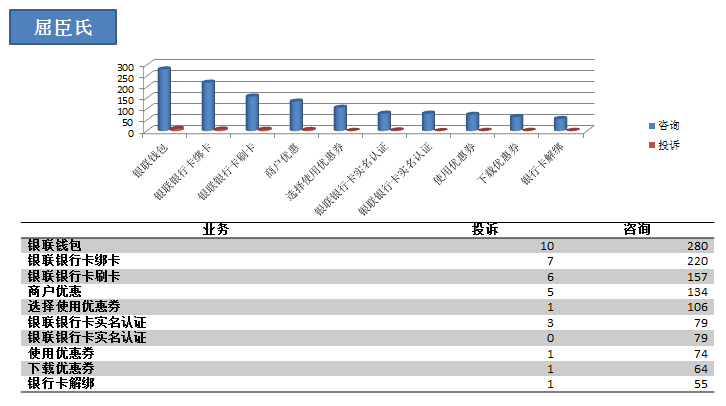 屈臣氏
300
250
200
150
100
50
0
银联钱包
银联银行卡绑卡
银联银行卡刷卡
商户优惠
选择使用优惠券
银联银行卡实名认证
银联银行卡实名认证
使用优惠券
下载优惠券
银行卡解绑
咨询
投诉
业务 投诉 咨询
银联钱包 10 280
银联银行卡绑卡 7 220
银联银行卡刷卡 6 157
商户优惠 5 134
选择使用优惠券 1 106
银联银行卡实名认证 3 79
银联银行卡实名认证 0 79
使用优惠券 1 74
下载优惠券 1 64
银行卡解绑 1 55